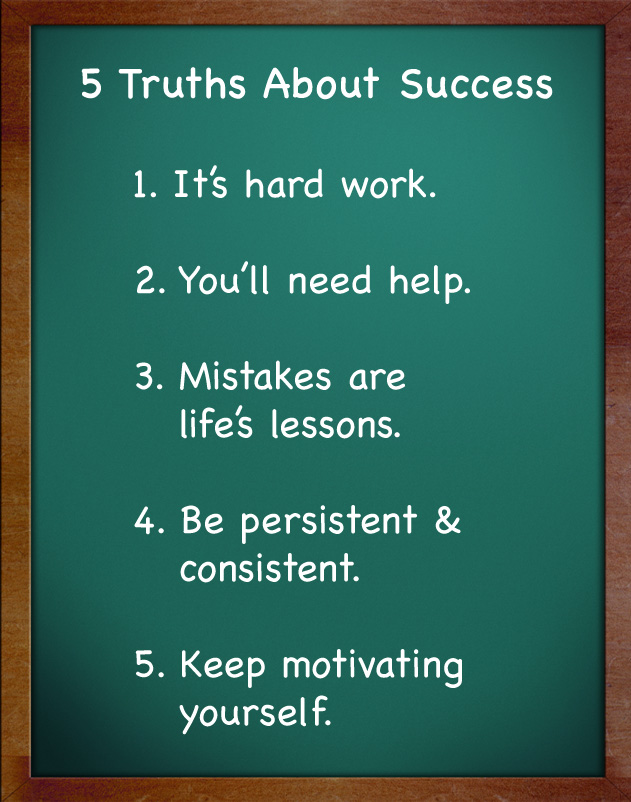 5 Truths About Success
1. It's hard work.
2. You'll need help.
3. Mistakes are
life's lessons.
4. Be persistent &
consistent.
5. Keep motivating
yourself.